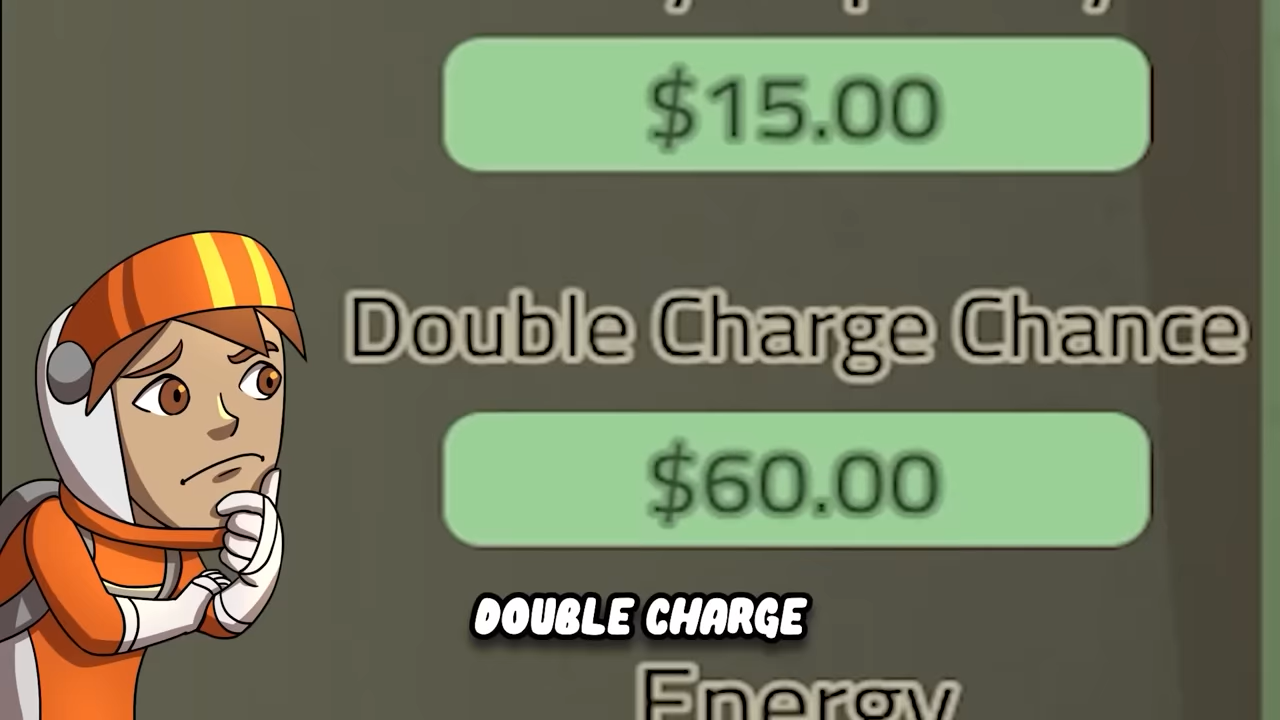 $15.00
Double Charge Chance
$60.00
DOUBLE CHARGE
Energy